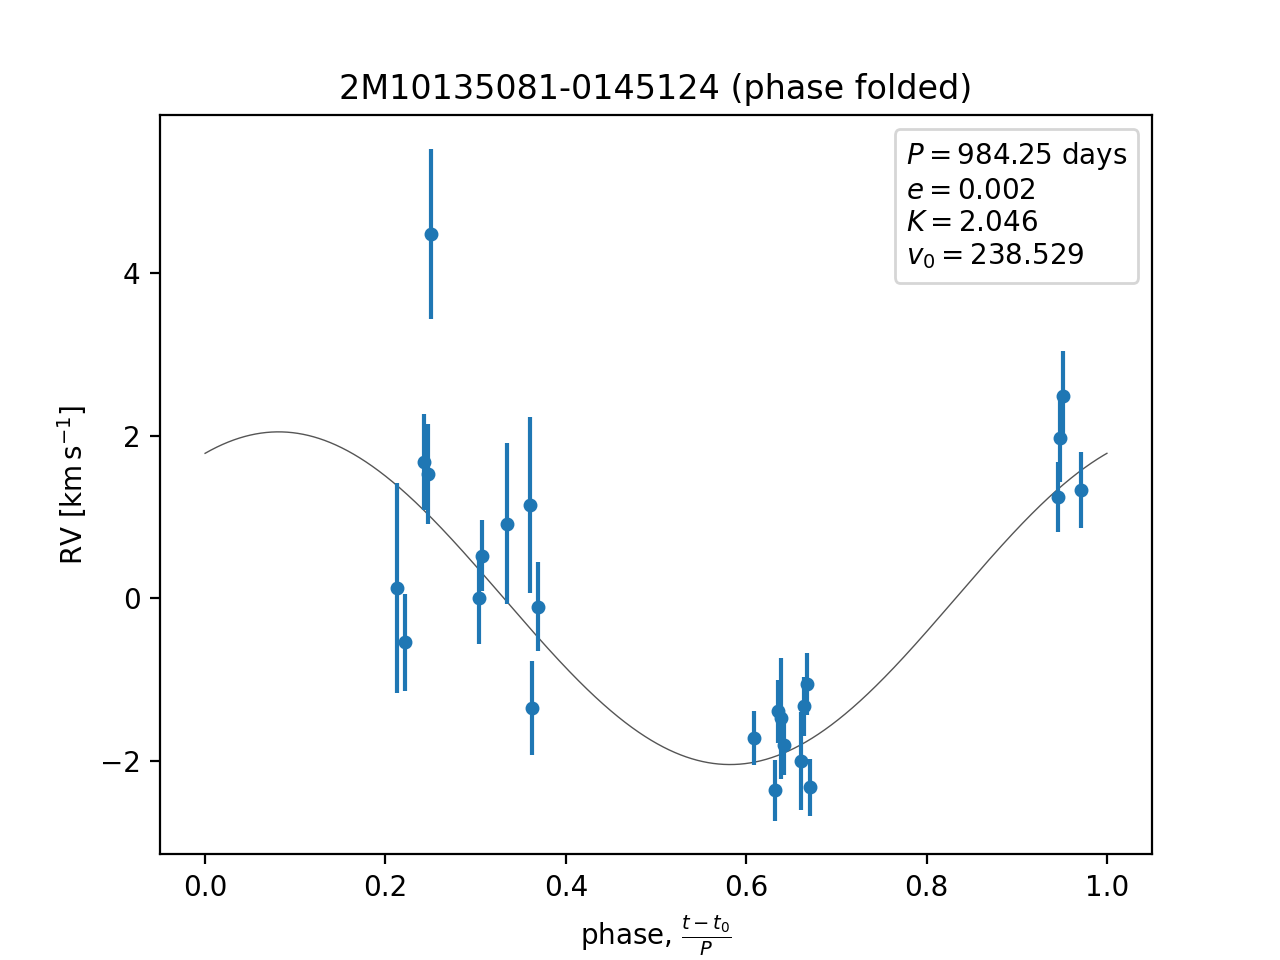 2M10135081-0145124 (phase folded)
P = 984.25 days
e = 0.002
K = 2.046
v₀ = 238.529
4
2
0
−2
RV [km s⁻¹]
0.0 0.2 0.4 0.6 0.8 1.0
phase, (t − t₀)/P